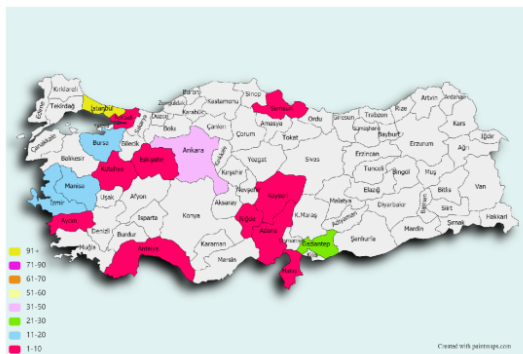 Kırklareli
Edirne
Tekirdağ
İstanbul
Çanakkale
Balıkesir
Bursa
Bilecik
Sakarya
Düzce
Bolu
Zonguldak
Bartın
Karabük
Kastamonu
Sinop
Samsun
Çankırı
Çorum
Amasya
Ordu
Tokat
Giresun
Gümüşhane
Trabzon
Bayburt
Rize
Artvin
Ardahan
Kars
Iğdır
Ağrı
Erzurum
Erzincan
Tunceli
Bingöl
Muş
Bitlis
Van
Hakkari
Şırnak
Siirt
Batman
Mardin
Diyarbakır
Elazığ
Malatya
Adıyaman
Şanlıurfa
Gaziantep
Kilis
K.Maraş
Osmaniye
Hatay
Adana
Kayseri
Sivas
Yozgat
Kırşehir
Kırıkkale
Ankara
Eskişehir
Kütahya
Manisa
İzmir
Uşak
Afyon
Aydın
Denizli
Muğla
Burdur
Isparta
Antalya
Konya
Karaman
Mersin
Niğde
Aksaray
Nevşehir
91+
71-90
61-70
51-60
31-50
21-30
11-20
1-10
Created with paintmaps.com